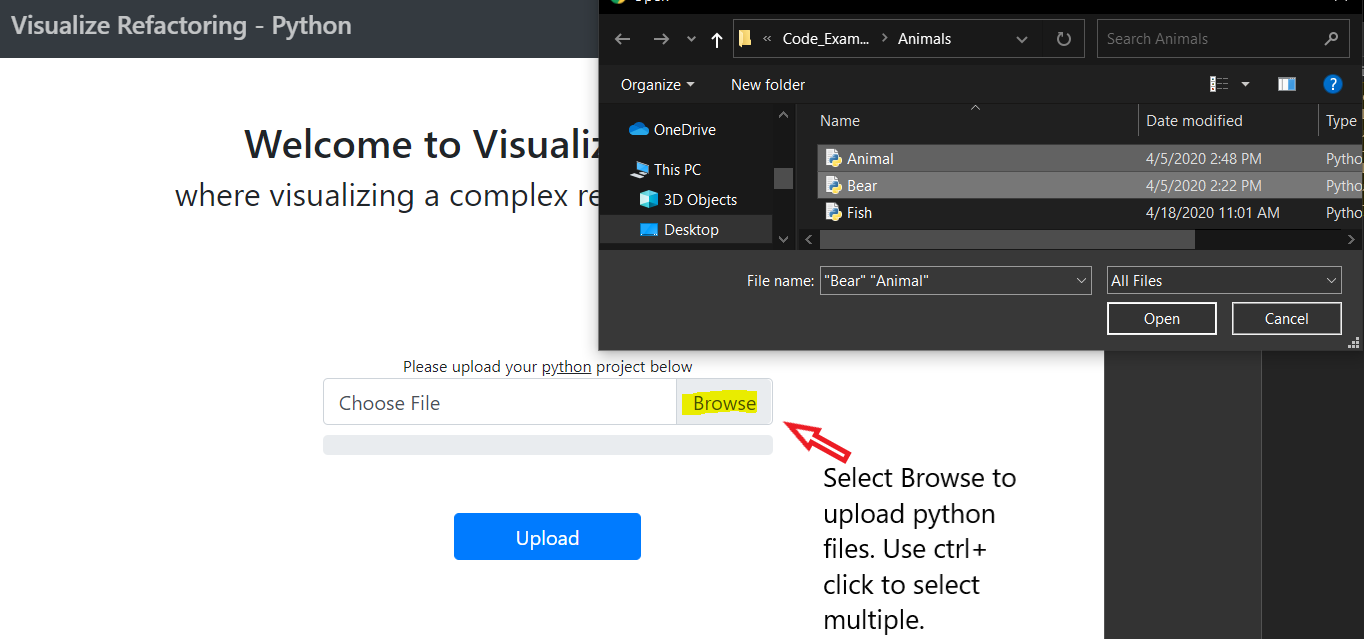 Visualize Refactoring - Python
Open
Code_Exam... Animals
Search Animals
Organize New folder
OneDrive
This PC
3D Objects
Desktop
Name Date modified Type
Animal 4/5/2020 2:48 PM Pytho
Bear 4/5/2020 2:22 PM Pytho
Fish 4/18/2020 11:01 AM Pytho
File name: "Bear" "Animal" All Files
Open Cancel
Welcome to Visualiz
where visualizing a complex re
Please upload your python project below
Choose File Browse
Upload
Select Browse to
upload python
files. Use ctrl+
click to select
multiple.